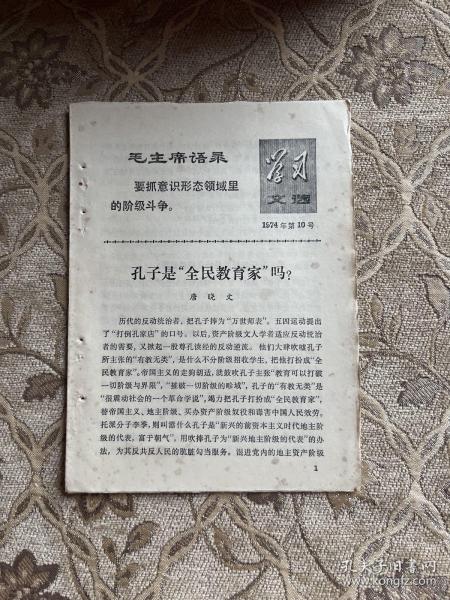 毛主席语录
要抓意识形态领域里
的阶级斗争。
学习
文选
1974年第10号
孔子是“全民教育家”吗?
唐晓文
历代的反动统治者,把孔子捧为“万世师表”。五四运动提出
了“打倒孔家店”的口号。以后,资产阶级文人学者适应反动统治
者的需要,又掀起一股尊孔读经的反动逆流。他们大肆吹嘘孔子
所主张的“有教无类”,是什么不分阶级招收学生,把他打扮成“全
民教育家”。帝国主义的走狗胡适,就鼓吹孔子主张“教育可以打破
一切阶级与界限”,“摧破一切阶级的畛域”,孔子的“有教无类”是
“很震动社会的一个革命学说”,竭力把孔子打扮成“全民教育家”,
替帝国主义、地主阶级、买办资产阶级奴役和毒害中国人民效劳。
托派分子李季,则叫嚣什么孔子是“新兴的前资本主义时代地主阶
级的代表,富于朝气”,用吹捧孔子为“新兴地主阶级的代表”的办
法,为其反共反人民的肮脏勾当服务。混进党内的地主资产阶级
1
孔夫子旧书网